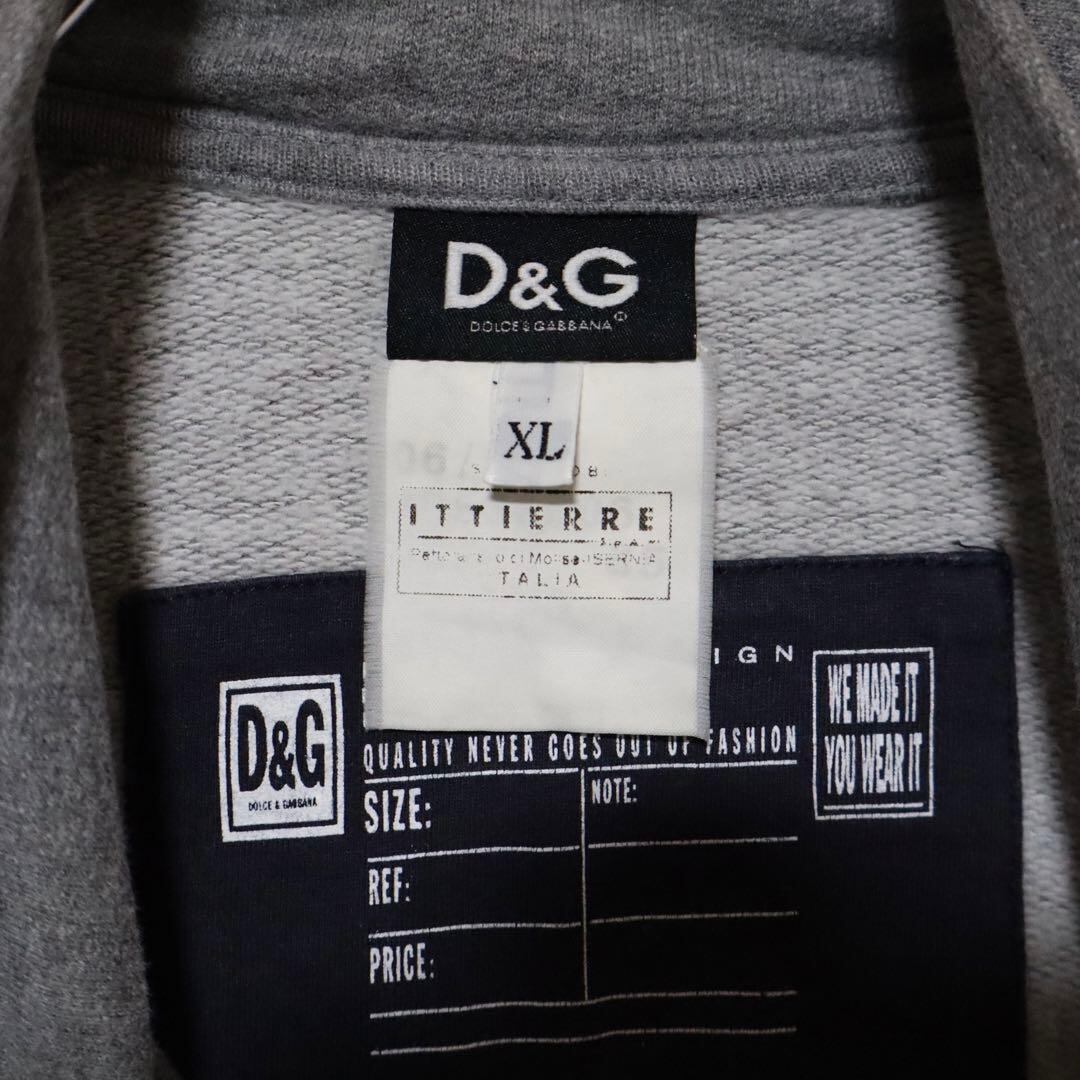 D&G
DOLCE&GABBANA®
XL
ITTIERRE
S.p.A.
ISERNIA
TALIA
IGN
D&G
DOLCE & GABBANA
WE MADE IT
YOU WEAR IT
QUALITY NEVER GOES OUT OF FASHION
SIZE:
NOTE:
REF:
PRICE: